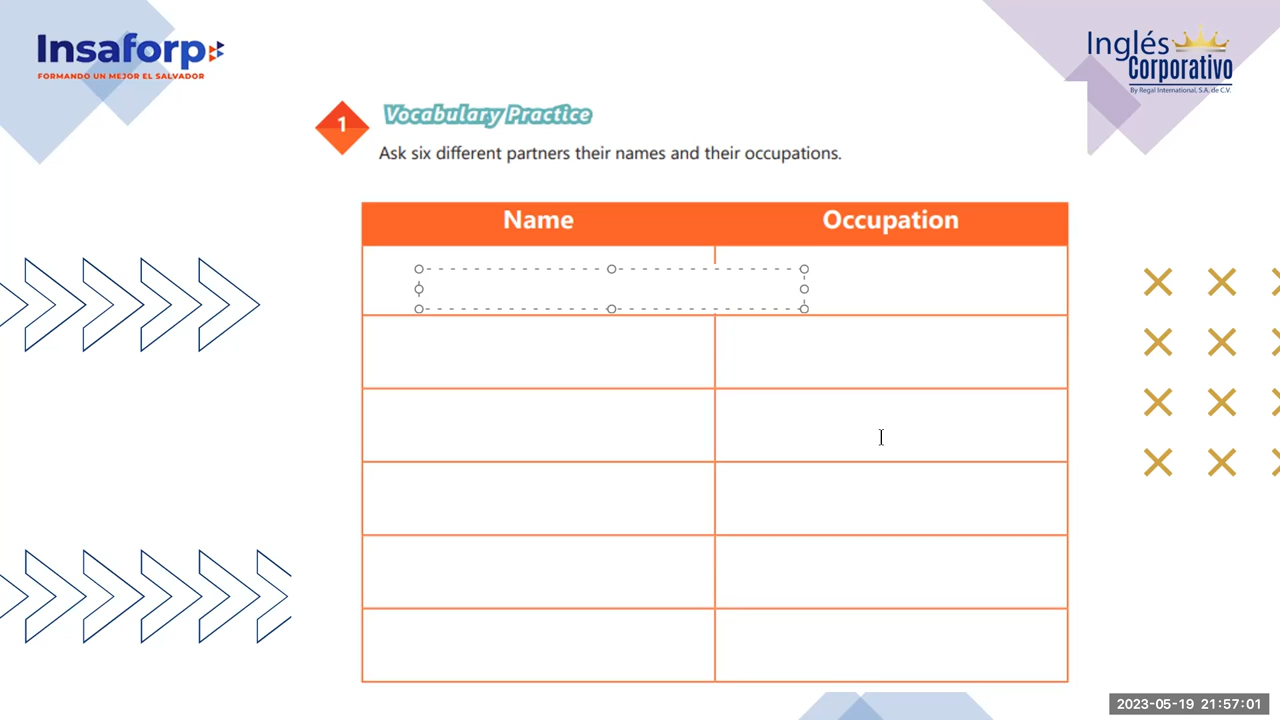 Insaforp
FORMANDO UN MEJOR EL SALVADOR
Inglés
Corporativo
By Regal International, S.A. de C.V.
1
Vocabulary Practice
Ask six different partners their names and their occupations.
Name Occupation
2023-05-19 21:57:01